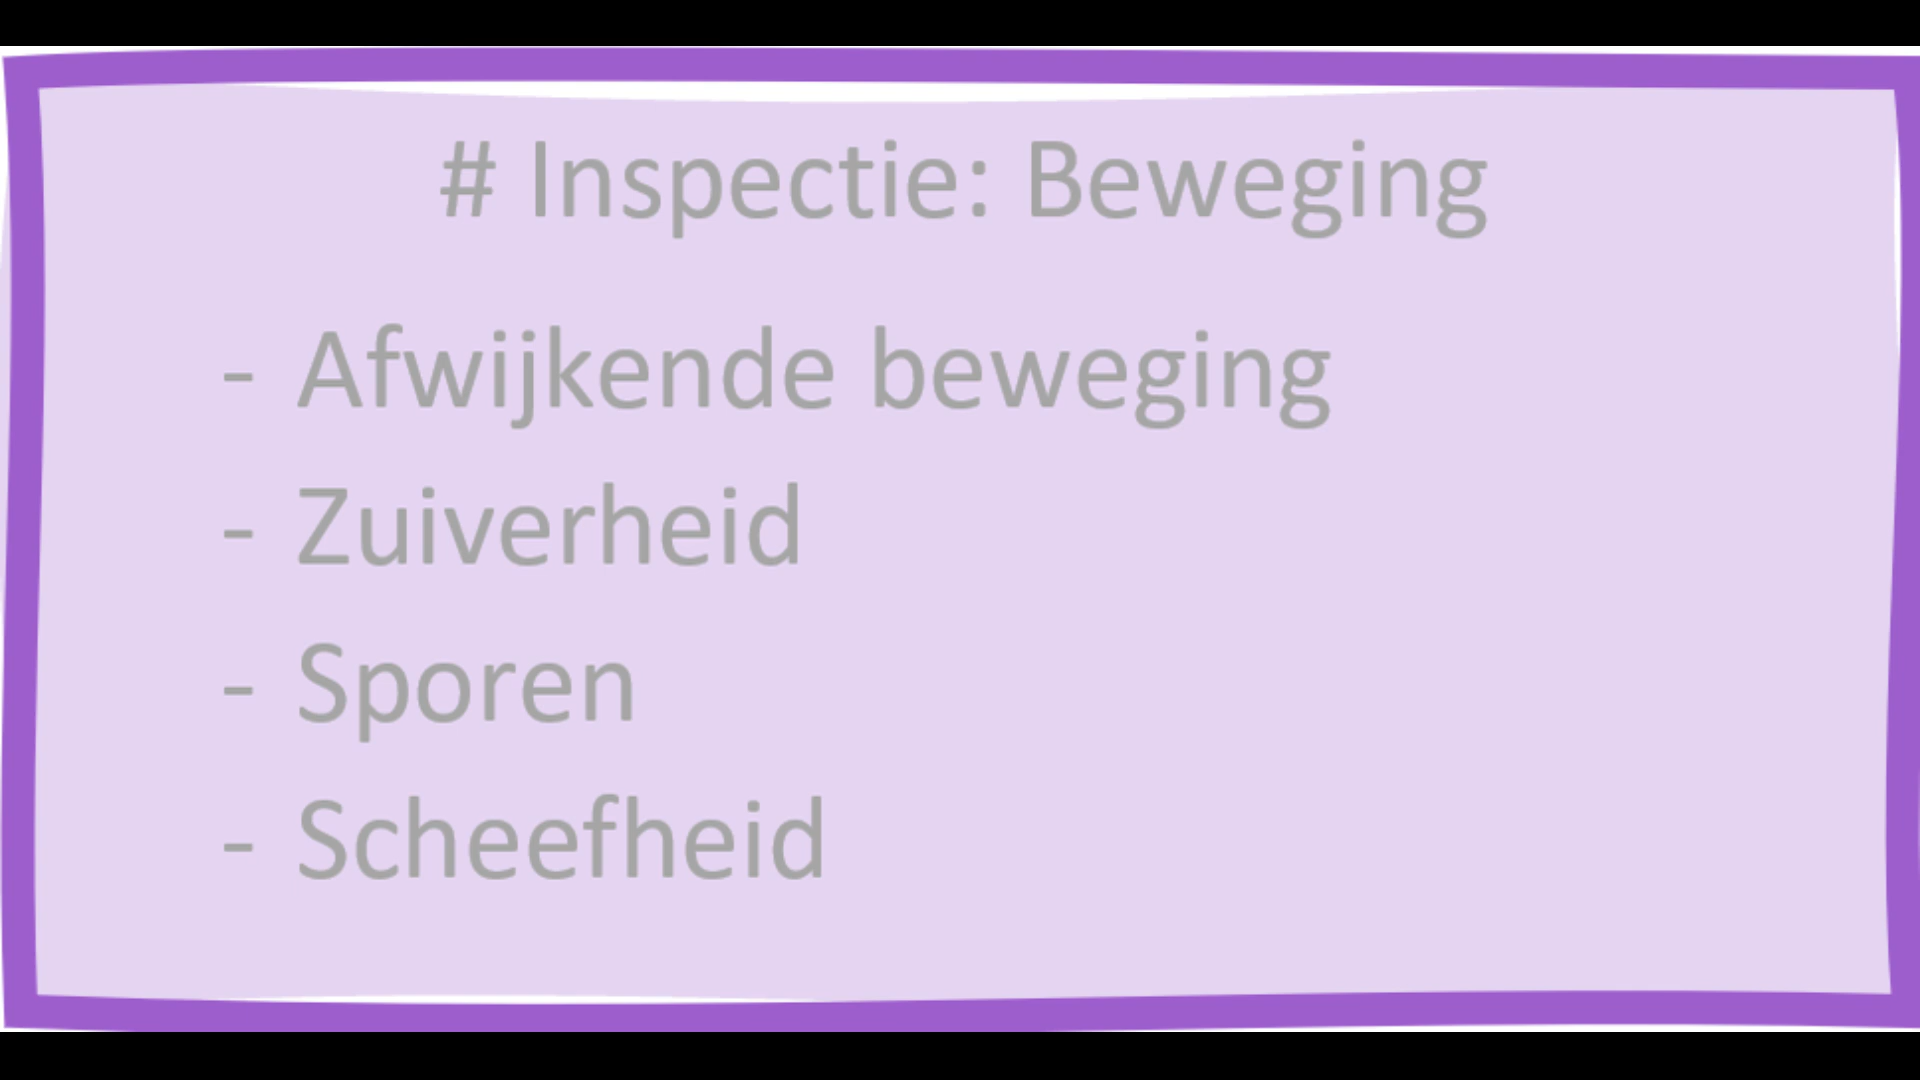 # Inspectie: Beweging
- Afwijkende beweging
- Zuiverheid
- Sporen
- Scheefheid